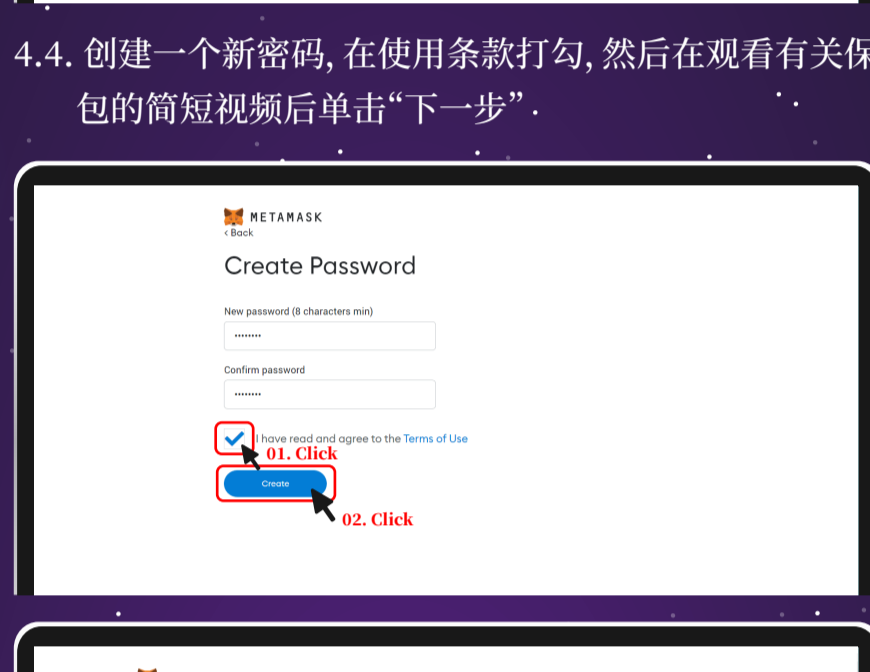 4.4. 创建一个新密码, 在使用条款打勾, 然后在观看有关保
包的简短视频后单击“下一步”.
METAMASK
< Back
Create Password
New password (8 characters min)
••••••••
Confirm password
••••••••
I have read and agree to the Terms of Use
01. Click
Create
02. Click